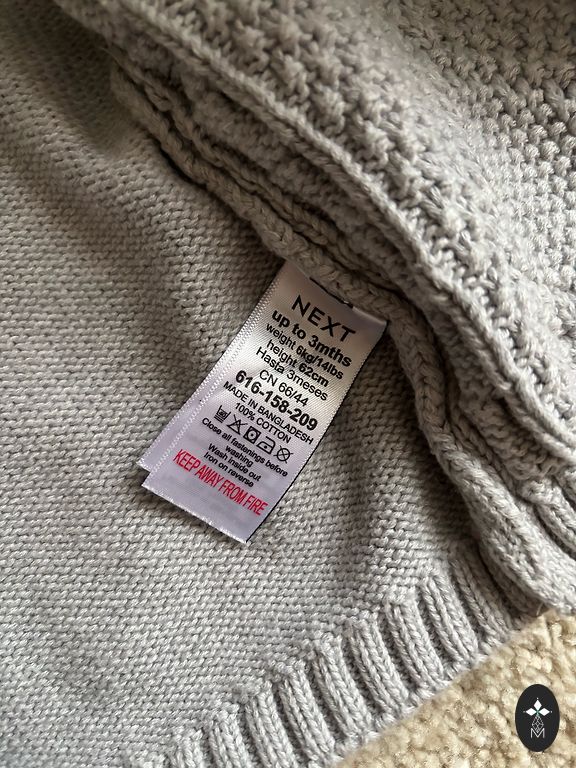 NEXT
up to 3mths
weight 6kg/14lbs
height 62cm
Hasta 3meses
CN 66/44
616-158-209
MADE IN BANGLADESH
100% COTTON
Close all fastenings before
washing
Wash inside out
Iron on reverse
KEEP AWAY FROM FIRE
M